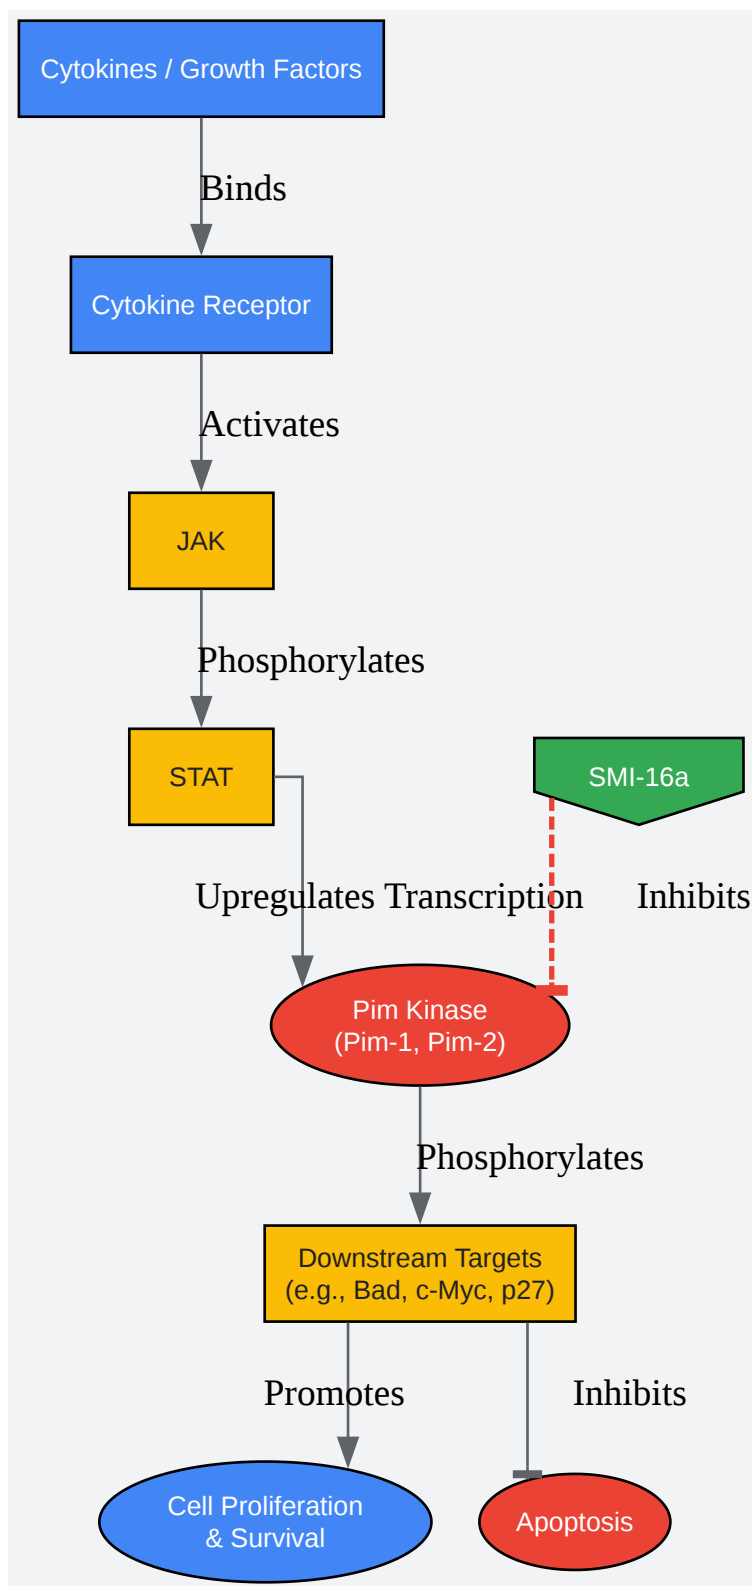 Cytokines / Growth Factors
Binds
Cytokine Receptor
Activates
JAK
Phosphorylates
STAT
SMI-16a
Upregulates Transcription
Inhibits
Pim Kinase
(Pim-1, Pim-2)
Phosphorylates
Downstream Targets
(e.g., Bad, c-Myc, p27)
Promotes
Inhibits
Cell Proliferation
& Survival
Apoptosis